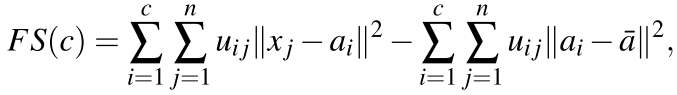 $FS(c) = \sum_{i=1}^{c} \sum_{j=1}^{n} u_{ij} \| x_j - a_i \|^2 - \sum_{i=1}^{c} \sum_{j=1}^{n} u_{ij} \| a_i - \bar{a} \|^2,$